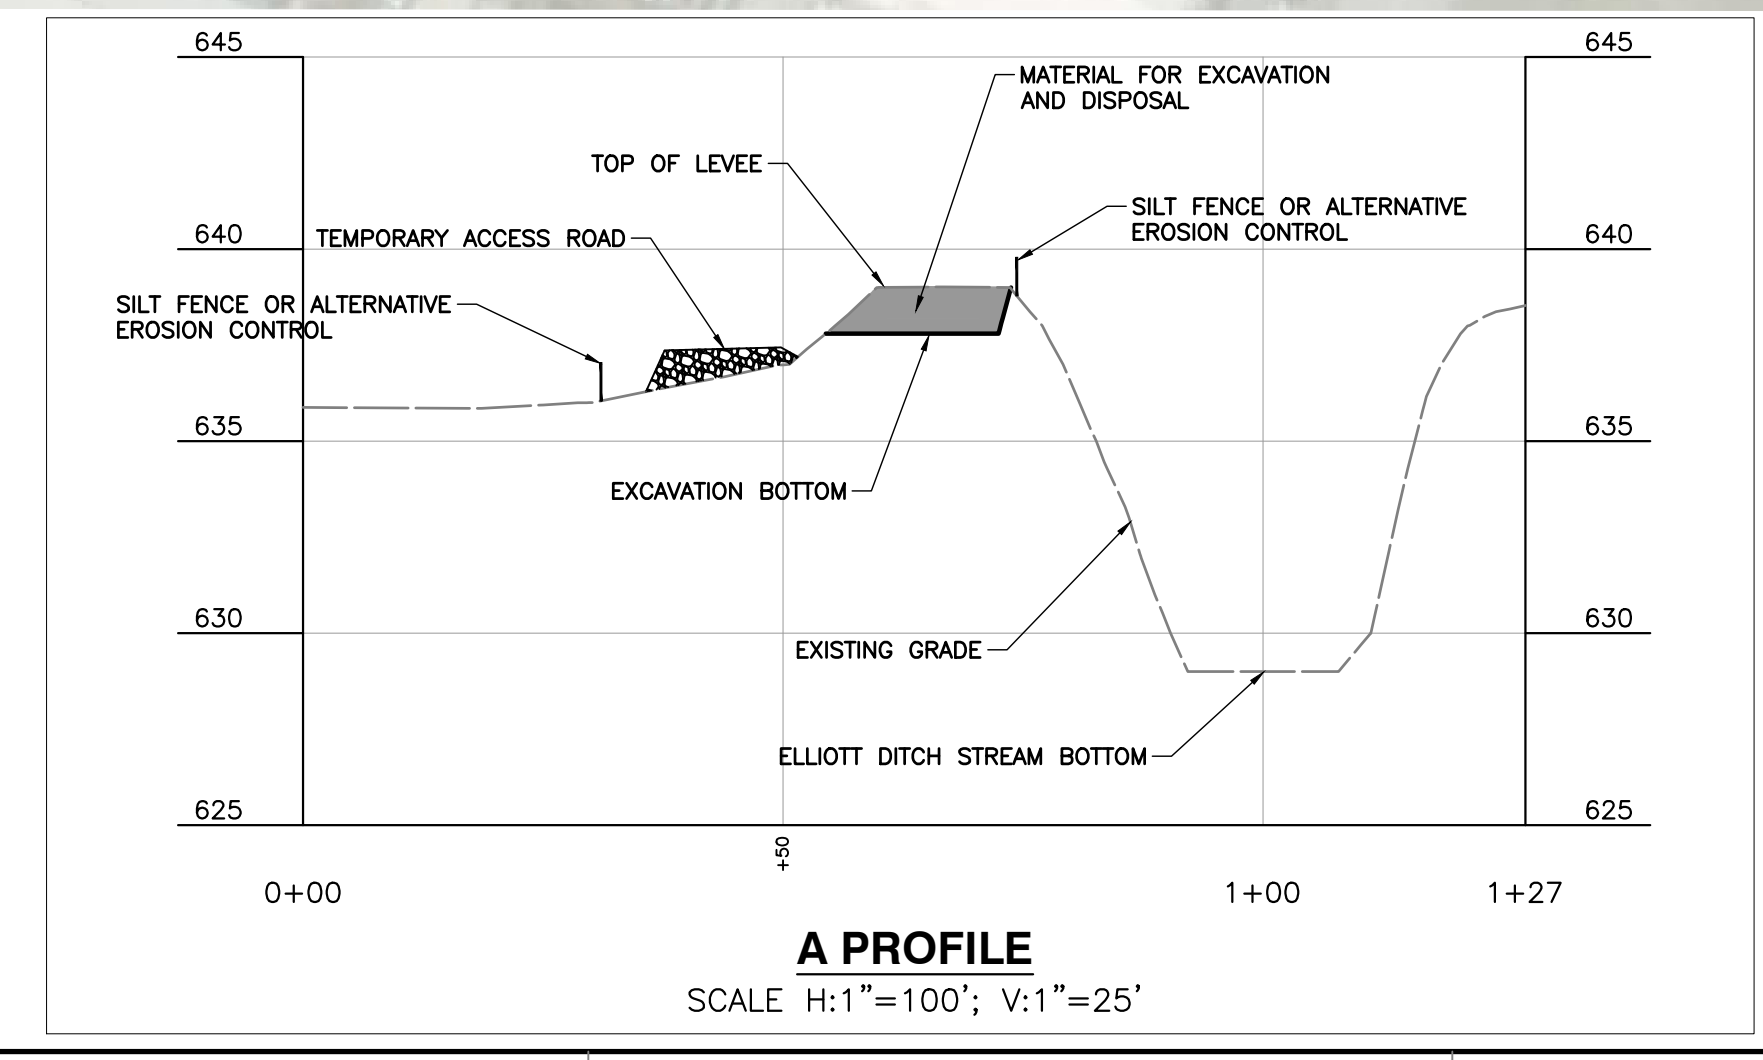 645
645
MATERIAL FOR EXCAVATION
AND DISPOSAL
TOP OF LEVEE
SILT FENCE OR ALTERNATIVE
EROSION CONTROL
640
TEMPORARY ACCESS ROAD
640
SILT FENCE OR ALTERNATIVE
EROSION CONTROL
635
635
EXCAVATION BOTTOM
630
630
EXISTING GRADE
ELLIOTT DITCH STREAM BOTTOM
625
625
+50
0+00
1+00
1+27
A PROFILE
SCALE H:1"=100'; V:1"=25'